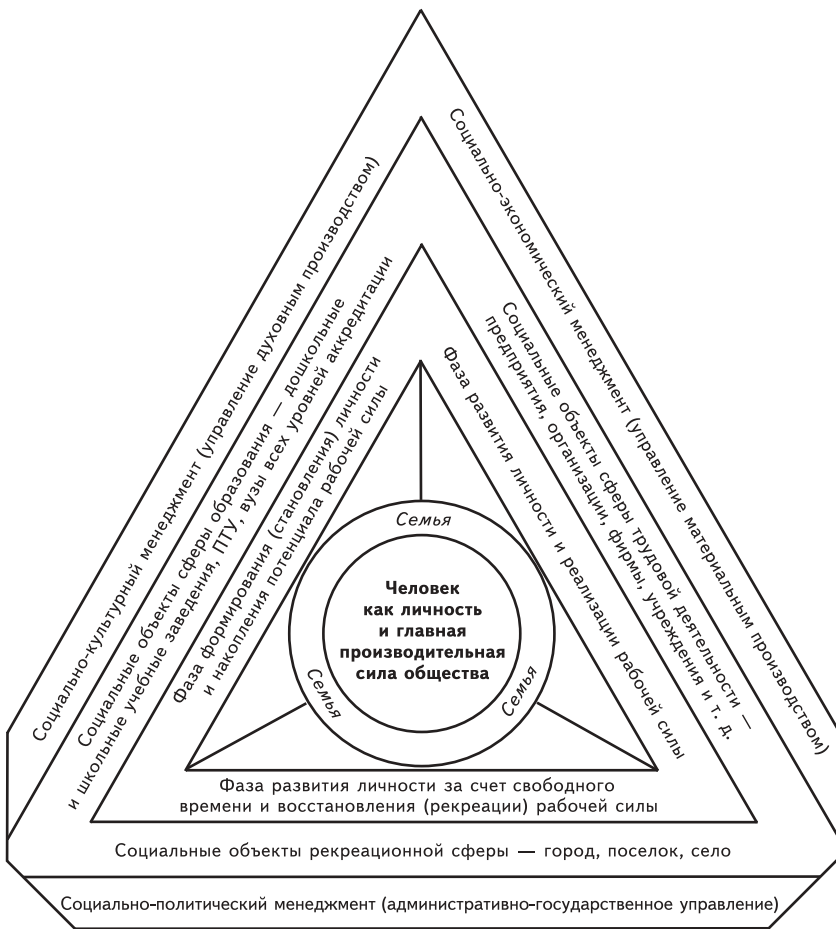 Социально-культурный менеджмент (управление духовным производством)
Социальные объекты сферы образования — дошкольные
и школьные учебные заведения, ПТУ, вузы всех уровней аккредитации
Фаза формирования (становления) личности
и накопления потенциала рабочей силы
Социально-экономический менеджмент (управление материальным производством)
Социальные объекты сферы трудовой деятельности —
предприятия, организации, фирмы, учреждения и т. д.
Фаза развития личности и реализации рабочей силы
Семья
Человек
как личность
и главная
производительная
сила общества
Семья
Семья
Фаза развития личности за счет свободного
времени и восстановления (рекреации) рабочей силы
Социальные объекты рекреационной сферы — город, поселок, село
Социально-политический менеджмент (административно-государственное управление)